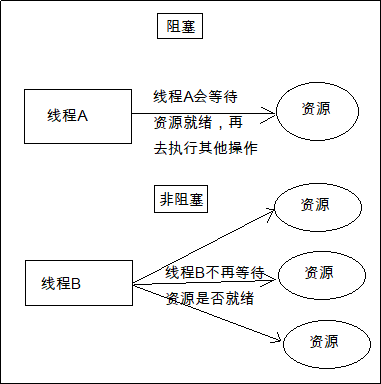 阻塞
线程A
线程A会等待
资源就绪，再
去执行其他操作
资源
非阻塞
资源
线程B
线程B不再等待
资源是否就绪
资源
资源